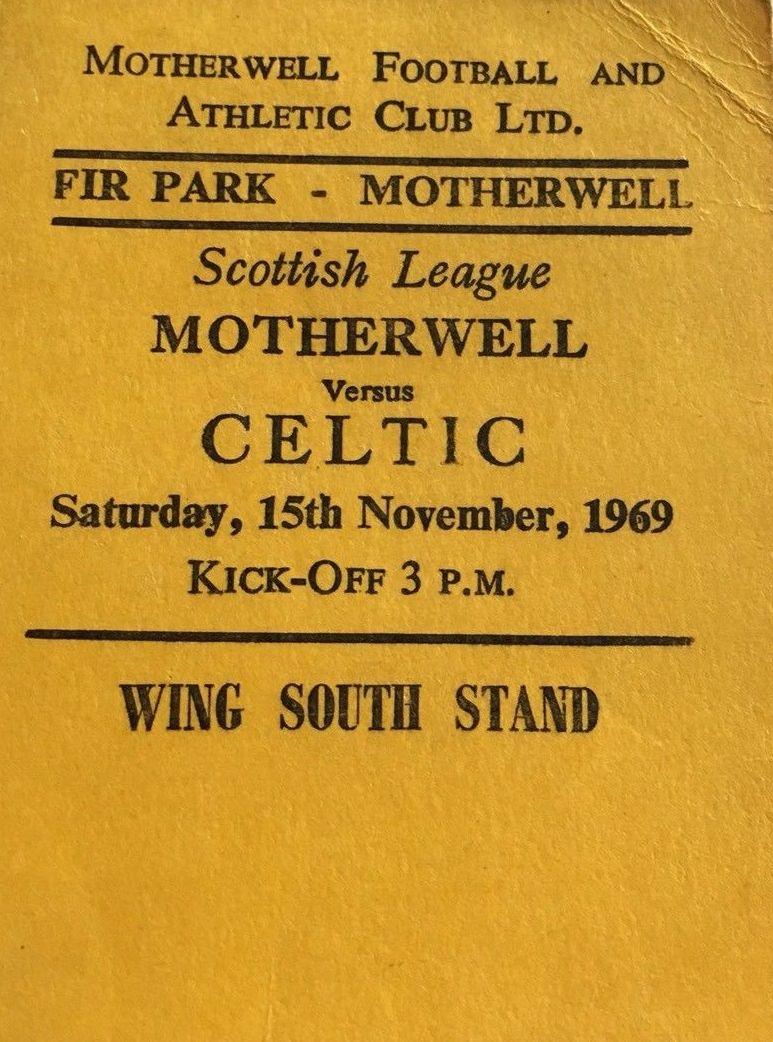 MOTHERWELL FOOTBALL AND
ATHLETIC CLUB LTD.
FIR PARK - MOTHERWELL
Scottish League
MOTHERWELL
Versus
CELTIC
Saturday, 15th November, 1969
KICK-OFF 3 P.M.
WING SOUTH STAND